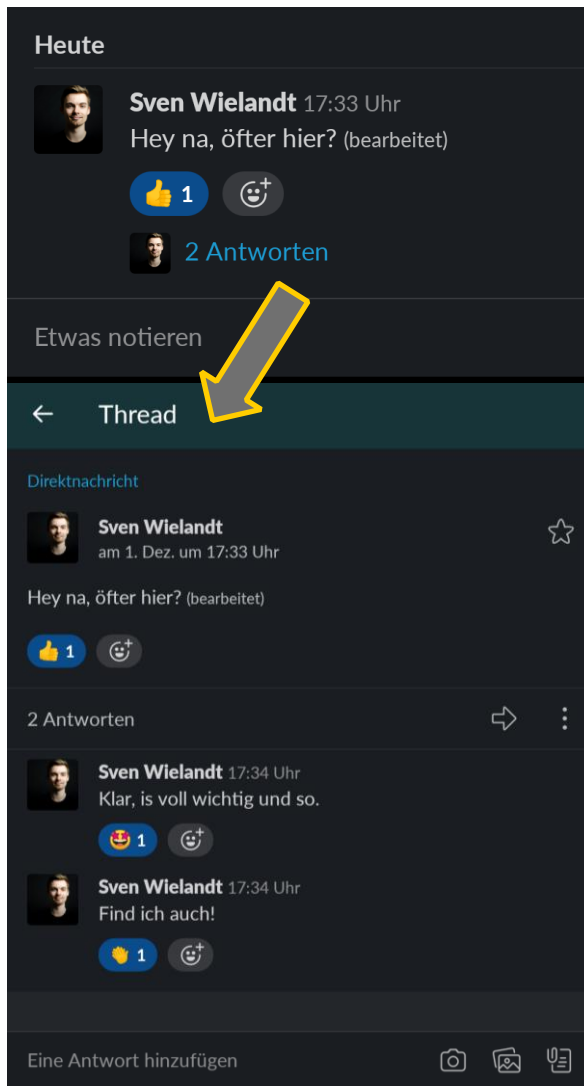 Heute
Sven Wielandt 17:33 Uhr
Hey na, öfter hier? (bearbeitet)
1
2 Antworten
Etwas notieren
Thread
Direktnachricht
Sven Wielandt
am 1. Dez. um 17:33 Uhr
Hey na, öfter hier? (bearbeitet)
1
2 Antworten
Sven Wielandt 17:34 Uhr
Klar, is voll wichtig und so.
1
Sven Wielandt 17:34 Uhr
Find ich auch!
1
Eine Antwort hinzufügen